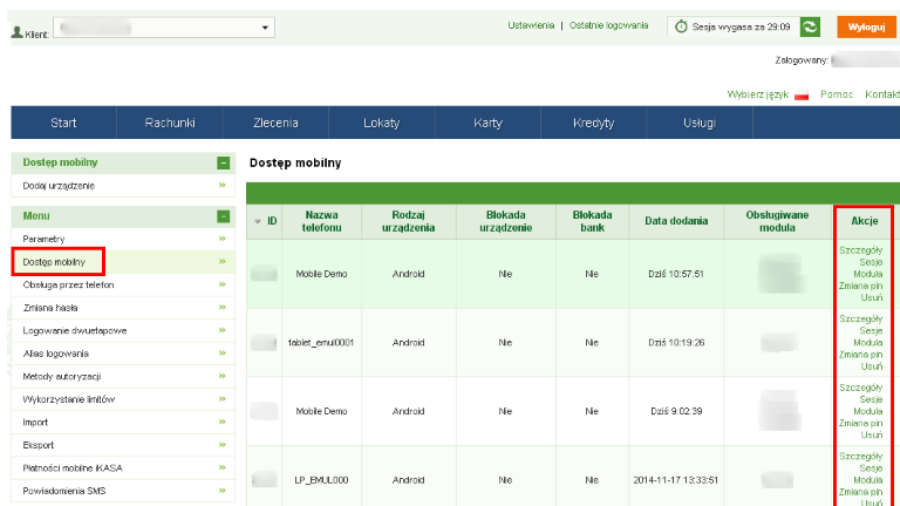 Klient:
Ustawienia | Ostatnie logowania
Sesja wygasa za 29:09
Wyloguj
Zalogowany:
Wybierz język Pomoc Kontakt
Start Rachunki Zlecenia Lokaty Karty Kredyty Usługi
Dostęp mobilny
Dodaj urządzenie
Menu
Parametry
Dostęp mobilny
Obsługa przez telefon
Zmiana hasła
Logowanie dwuetapowe
Alias logowania
Metody autoryzacji
Wykorzystanie limitów
Import
Eksport
Płatności mobilne iKASA
Powiadomienia SMS
Dostęp mobilny
ID Nazwa telefonu Rodzaj urządzenia Blokada urządzenie Blokada bank Data dodania Obsługiwane moduła Akcje
Mobile Demo Android Nie Nie Dziś 10:57:51
Szczegóły
Sesje
Moduła
Zmiana pin
Usuń
tablet_emul0001 Android Nie Nie Dziś 10:19:26
Szczegóły
Sesje
Moduła
Zmiana pin
Usuń
Mobile Demo Android Nie Nie Dziś 9:02:39
Szczegóły
Sesje
Moduła
Zmiana pin
Usuń
LP_EMUL000 Android Nie Nie 2014-11-17 13:33:51
Szczegóły
Sesje
Moduła
Zmiana pin
Usuń